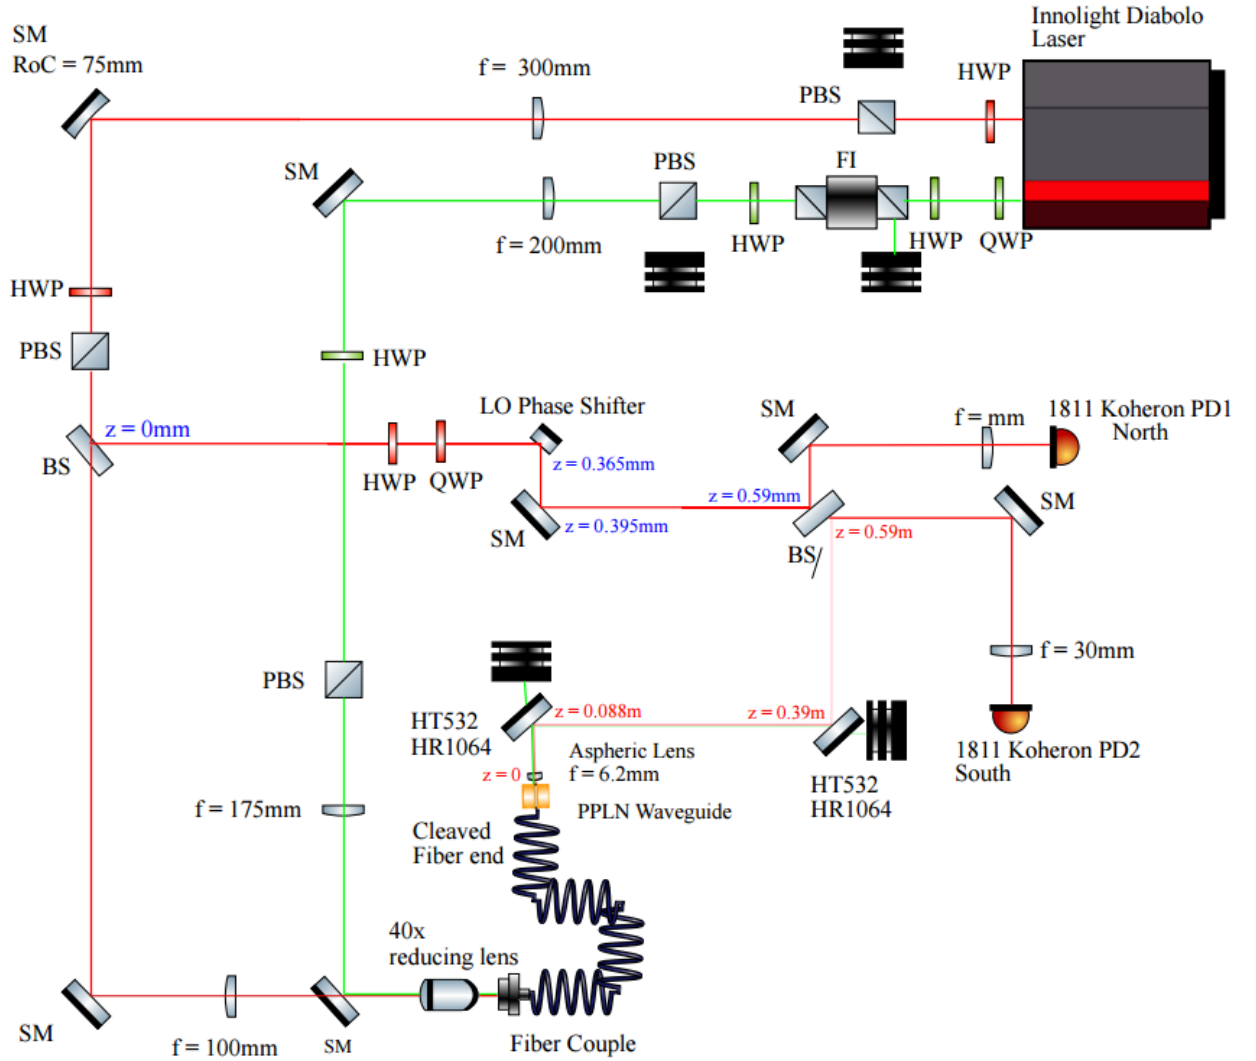 Innolight Diabolo
Laser
SM
RoC = 75mm
f = 300mm
HWP
PBS
SM
PBS
FI
f = 200mm
HWP
HWP
QWP
HWP
PBS
HWP
BS
z = 0mm
LO Phase Shifter
HWP
QWP
z = 0.365mm
SM
z = 0.395mm
SM
f = mm
1811 Koheron PD1
North
z = 0.59mm
BS/
z = 0.59m
SM
f = 30mm
1811 Koheron PD2
South
PBS
HT532
HR1064
z = 0.088m
z = 0.39m
HT532
HR1064
z = 0
Aspheric Lens
f = 6.2mm
PPLN Waveguide
f = 175mm
Cleaved
Fiber end
40x
reducing lens
SM
f = 100mm
SM
Fiber Couple